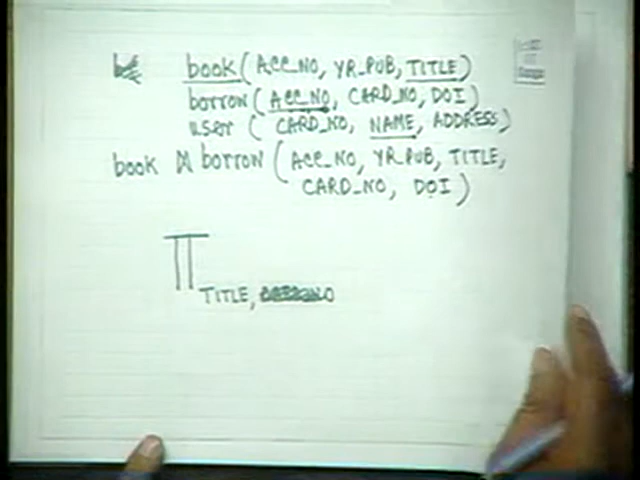 book (ACC_NO, YR_PUB, TITLE)
borrow (ACC_NO, CARD_NO, DOI)
user ( CARD_NO, NAME, ADDRESS)
book ⋈ borrow (ACC_NO, YR_PUB, TITLE,
CARD_NO, DOI)
π TITLE,